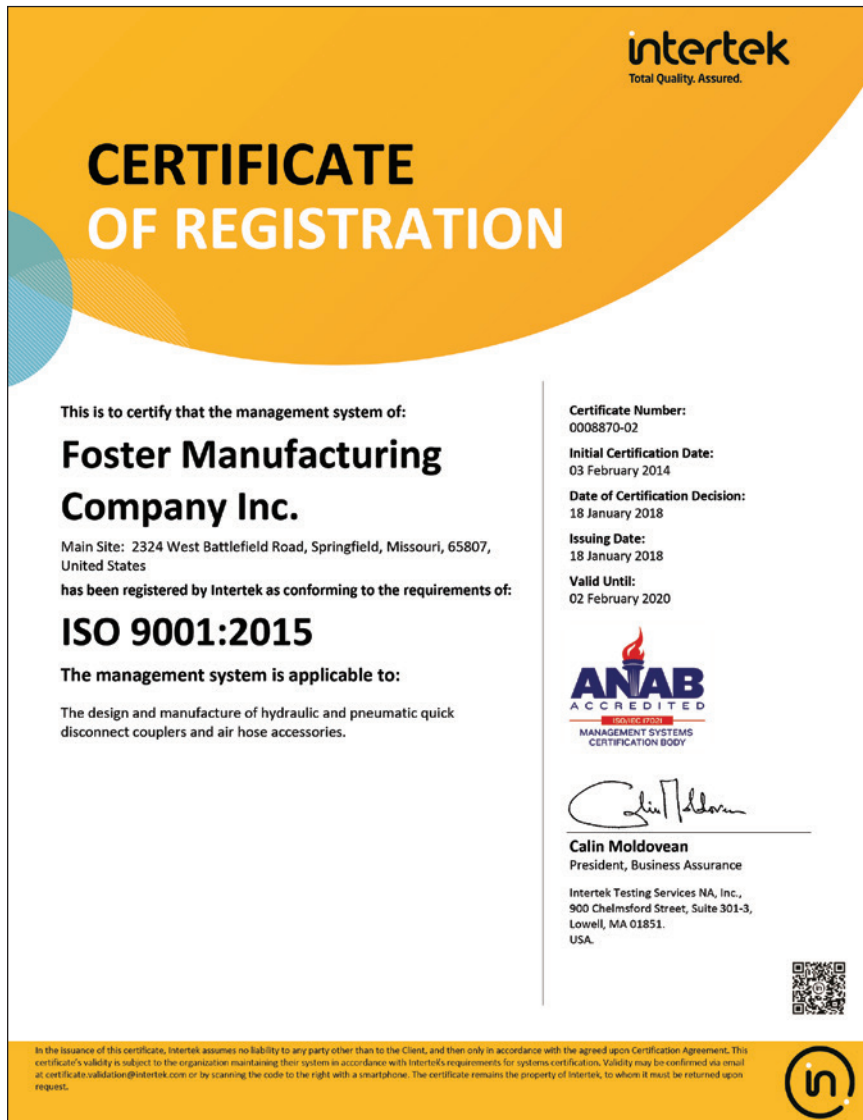 intertek
Total Quality. Assured.
CERTIFICATE
OF REGISTRATION
This is to certify that the management system of:
Foster Manufacturing
Company Inc.
Main Site: 2324 West Battlefield Road, Springfield, Missouri, 65807,
United States
has been registered by Intertek as conforming to the requirements of:
ISO 9001:2015
The management system is applicable to:
The design and manufacture of hydraulic and pneumatic quick
disconnect couplers and air hose accessories.
Certificate Number:
0008870-02
Initial Certification Date:
03 February 2014
Date of Certification Decision:
18 January 2018
Issuing Date:
18 January 2018
Valid Until:
02 February 2020
ANAB
ACCREDITED
ISO/IEC 17021
MANAGEMENT SYSTEMS
CERTIFICATION BODY
Calin Moldovean
Calin Moldovean
President, Business Assurance
Intertek Testing Services NA, Inc.,
900 Chelmsford Street, Suite 301-3,
Lowell, MA 01851.
USA.
In the issuance of this certificate, Intertek assumes no liability to any party other than to the Client, and then only in accordance with the agreed upon Certification Agreement. This
certificate's validity is subject to the organization maintaining their system in accordance with Intertek's requirements for systems certification. Validity may be confirmed via email
at certificate.validation@intertek.com or by scanning the code to the right with a smartphone. The certificate remains the property of Intertek, to whom it must be returned upon
request.
in